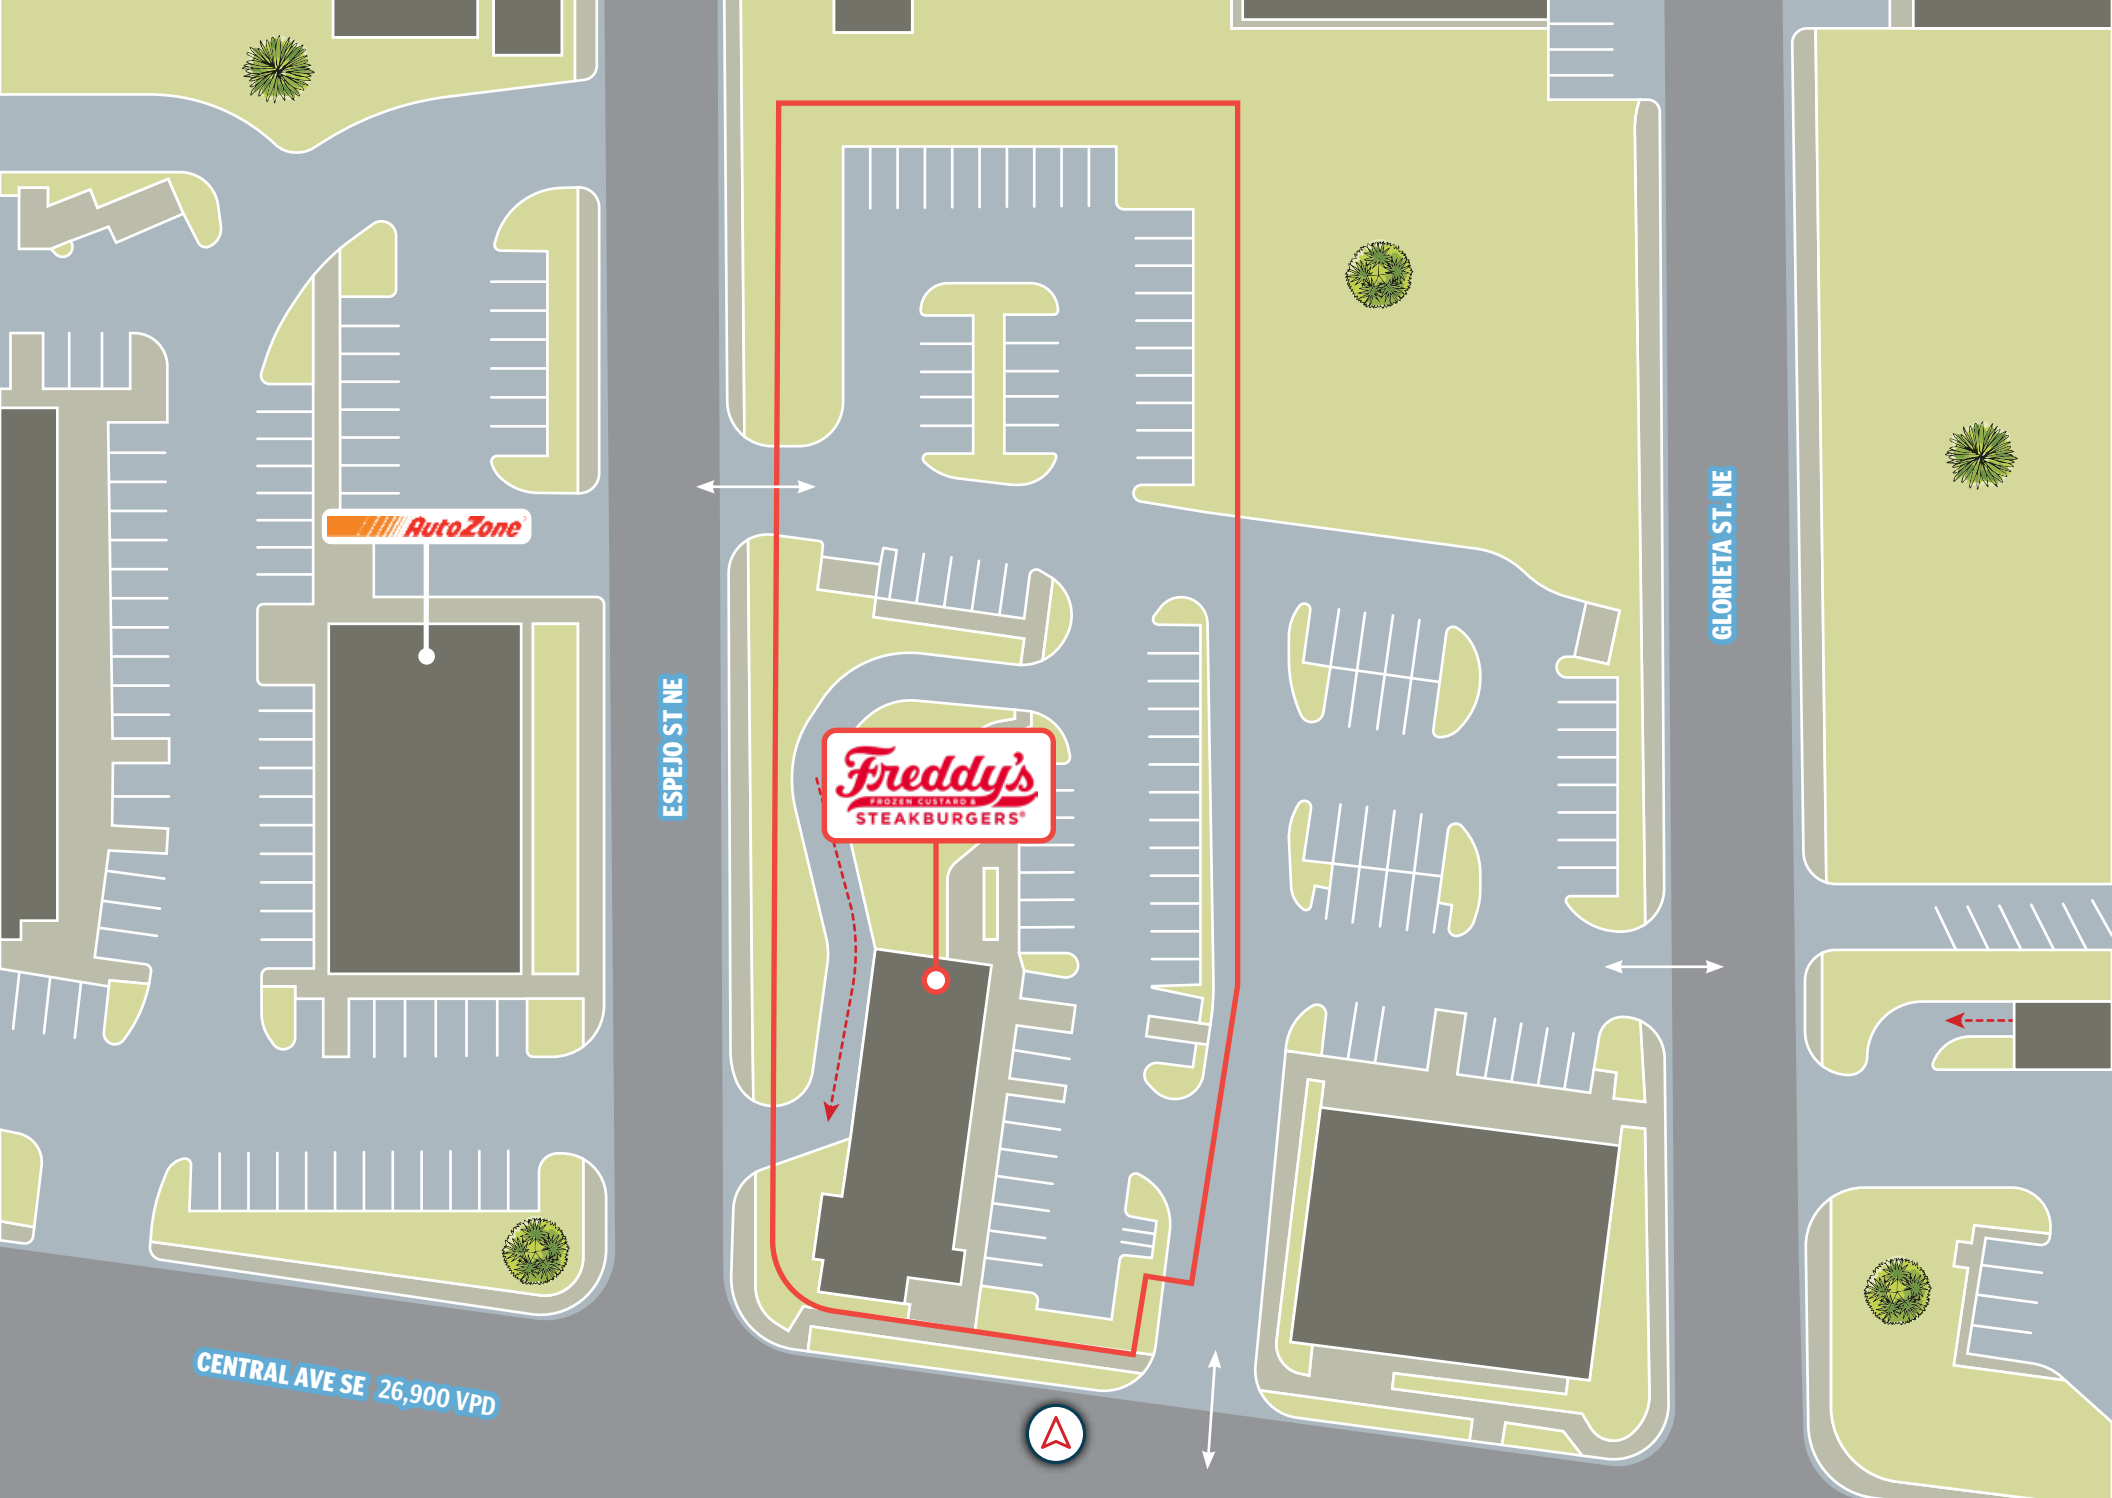 AutoZone
GLORIETA ST. NE
ESPEJO ST NE
Freddy's
FROZEN CUSTARD &
STEAKBURGERS®
CENTRAL AVE SE 26,900 VPD